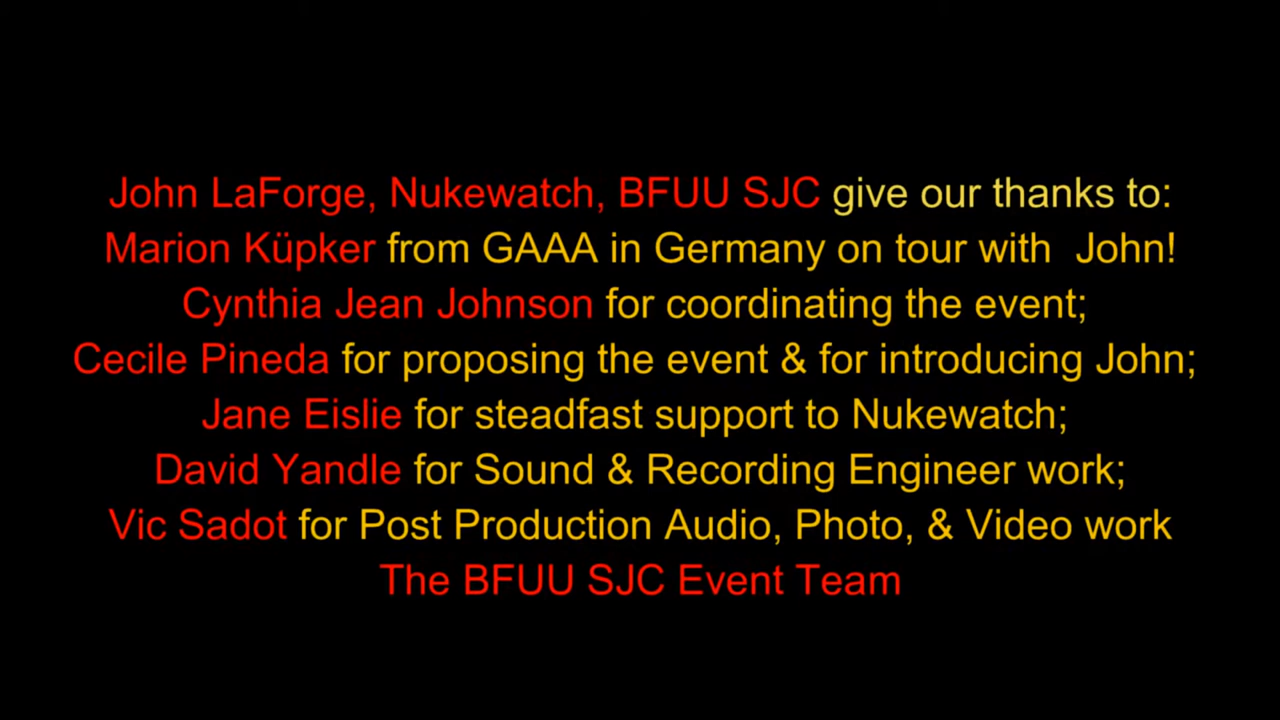 John LaForge, Nukewatch, BFUU SJC give our thanks to:
Marion Küpker from GAAA in Germany on tour with  John!
Cynthia Jean Johnson for coordinating the event;
Cecile Pineda for proposing the event & for introducing John;
Jane Eislie for steadfast support to Nukewatch;
David Yandle for Sound & Recording Engineer work;
Vic Sadot for Post Production Audio, Photo, & Video work
The BFUU SJC Event Team